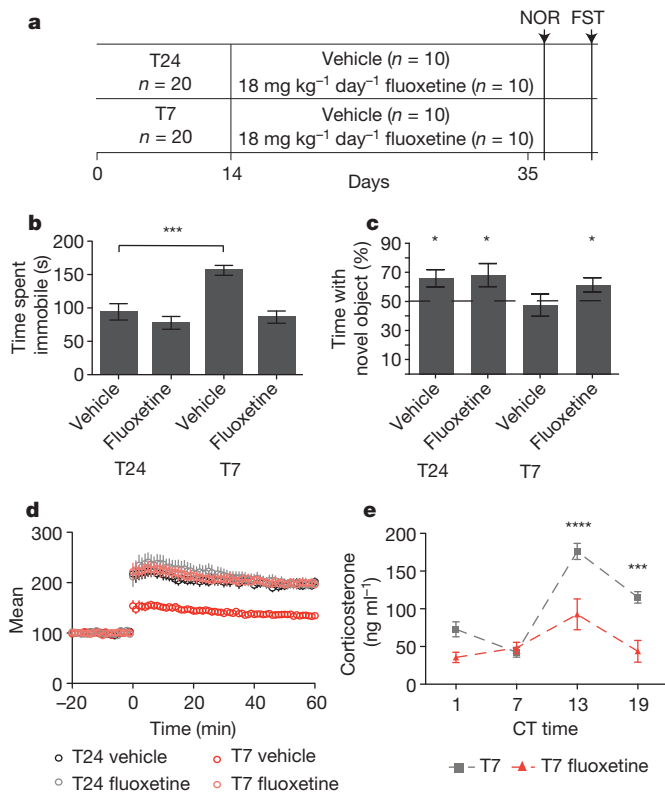 a
NOR FST
T24
n = 20
Vehicle (n = 10)
18 mg kg⁻¹ day⁻¹ fluoxetine (n = 10)
T7
n = 20
Vehicle (n = 10)
18 mg kg⁻¹ day⁻¹ fluoxetine (n = 10)
0 14 35
Days
b
***
Time spent
immobile (s)
200
150
100
50
0
Vehicle Fluoxetine Vehicle Fluoxetine
T24 T7
c
* * *
Time with
novel object (%)
90
70
50
30
10
Vehicle Fluoxetine Vehicle Fluoxetine
T24 T7
d
Mean
300
200
100
0
−20 0 20 40 60
Time (min)
T24 vehicle T7 vehicle
T24 fluoxetine T7 fluoxetine
e
**** ***
Corticosterone
(ng ml⁻¹)
200
150
100
50
0
1 7 13 19
CT time
T7 T7 fluoxetine